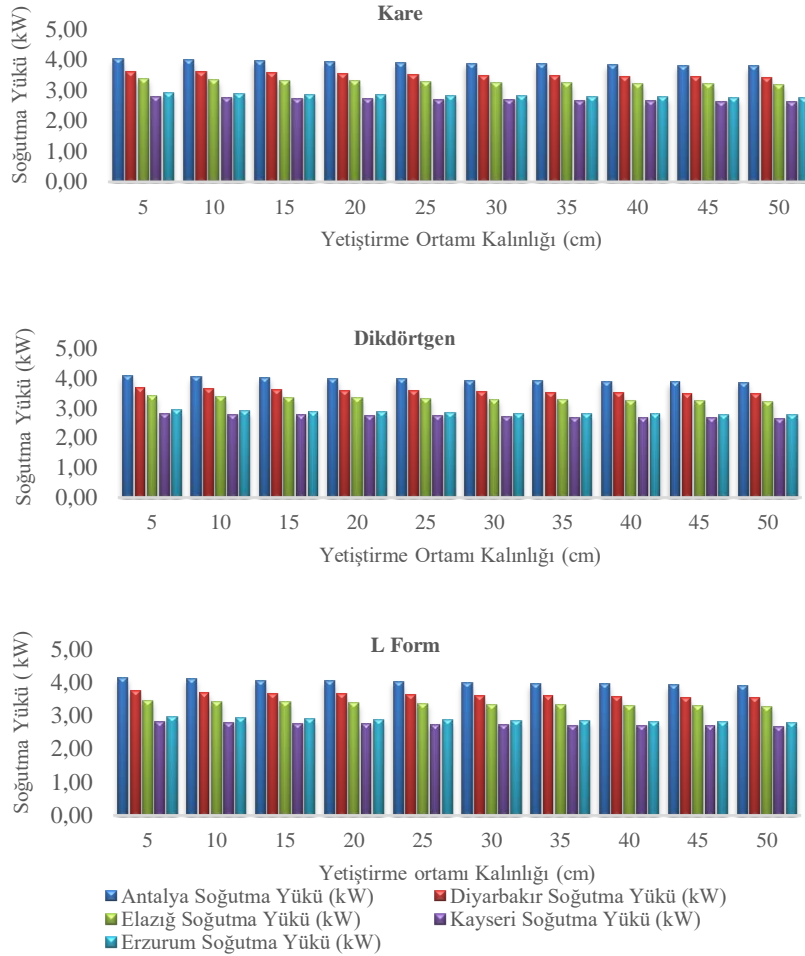 Kare
Soğutma Yükü (kW)
5,00
4,00
3,00
2,00
1,00
0,00
5 10 15 20 25 30 35 40 45 50
Yetiştirme Ortamı Kalınlığı (cm)
Dikdörtgen
Soğutma Yükü (kW)
5,00
4,00
3,00
2,00
1,00
0,00
5 10 15 20 25 30 35 40 45 50
Yetiştirme Ortamı Kalınlığı (cm)
L Form
Soğutma Yükü ( kW)
5,00
4,00
3,00
2,00
1,00
0,00
5 10 15 20 25 30 35 40 45 50
Yetiştirme ortamı Kalınlığı (cm)
Antalya Soğutma Yükü (kW) Diyarbakır Soğutma Yükü (kW)
Elazığ Soğutma Yükü (kW) Kayseri Soğutma Yükü (kW)
Erzurum Soğutma Yükü (kW)